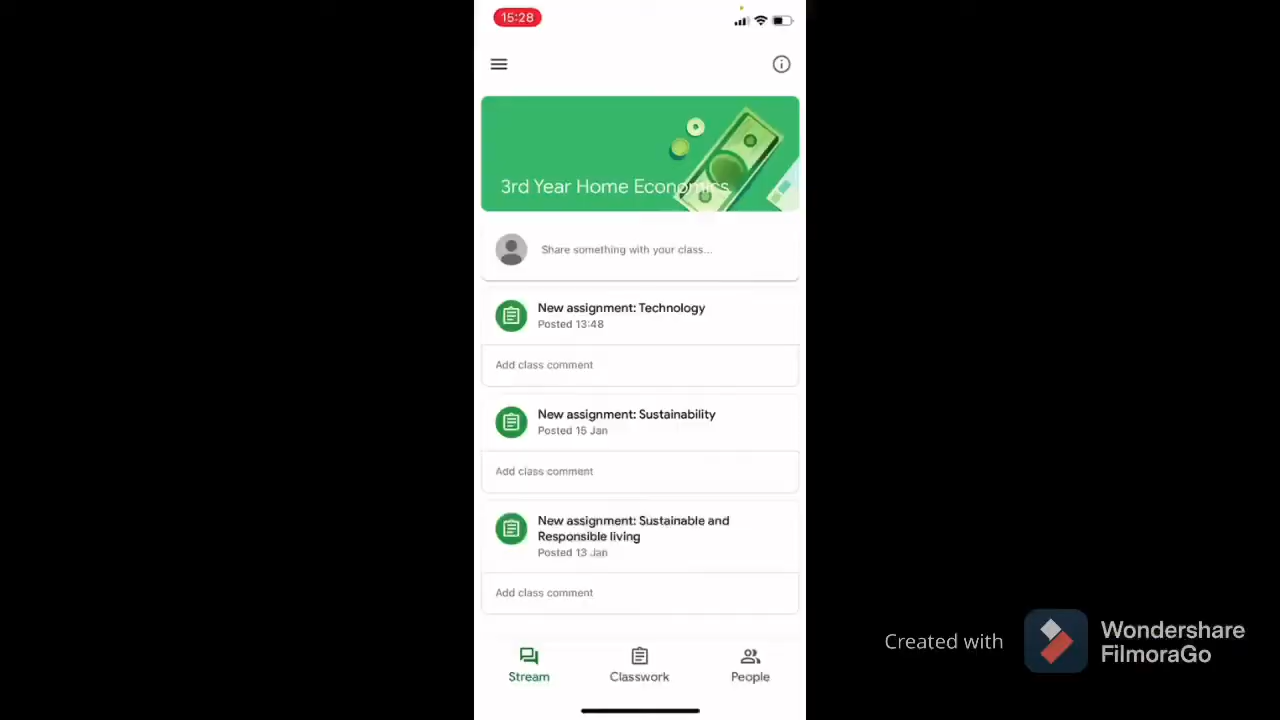 15:28
3rd Year Home Economics
Share something with your class...
New assignment: Technology
Posted 13:48
Add class comment
New assignment: Sustainability
Posted 15 Jan
Add class comment
New assignment: Sustainable and
Responsible living
Posted 13 Jan
Add class comment
Stream
Classwork
People
Created with
Wondershare
FilmoraGo